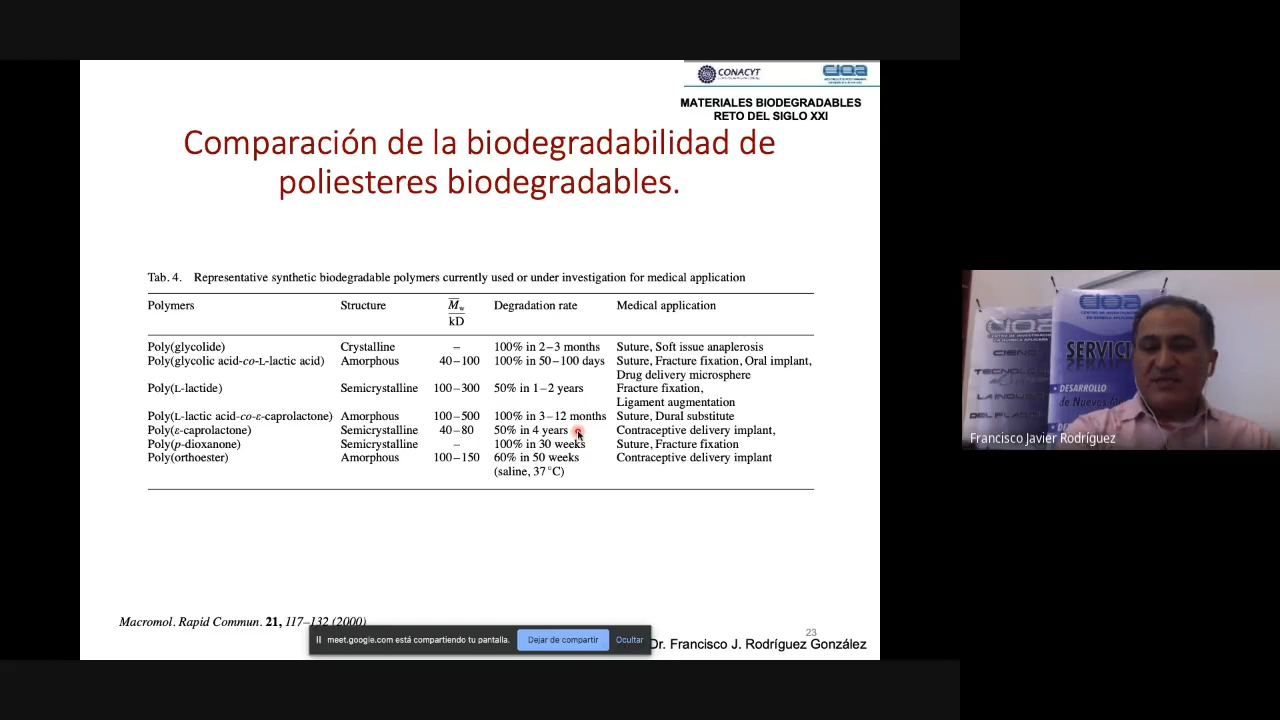 CONACYT
CIQA
MATERIALES BIODEGRADABLES
RETO DEL SIGLO XXI
Comparación de la biodegradabilidad de
poliesteres biodegradables.
Tab. 4. Representative synthetic biodegradable polymers currently used or under investigation for medical application
Polymers Structure M̅w Degradation rate Medical application
kD
Poly(glycolide) Crystalline – 100% in 2–3 months Suture, Soft issue anaplerosis
Poly(glycolic acid-co-L-lactic acid) Amorphous 40–100 100% in 50–100 days Suture, Fracture fixation, Oral implant,
Drug delivery microsphere
Poly(L-lactide) Semicrystalline 100–300 50% in 1–2 years Fracture fixation,
Ligament augmentation
Poly(L-lactic acid-co-ε-caprolactone) Amorphous 100–500 100% in 3–12 months Suture, Dural substitute
Poly(ε-caprolactone) Semicrystalline 40–80 50% in 4 years Contraceptive delivery implant,
Poly(p-dioxanone) Semicrystalline – 100% in 30 weeks Suture, Fracture fixation
Poly(orthoester) Amorphous 100–150 60% in 50 weeks Contraceptive delivery implant
(saline, 37 °C)
Macromol. Rapid Commun. 21, 117–132 (2000)
meet.google.com está compartiendo tu pantalla. Dejar de compartir Ocultar
23
Dr. Francisco J. Rodríguez González
CIQA
CIQA
SERVICI
DESARROLLO
de Nuevos
Francisco Javier Rodríguez